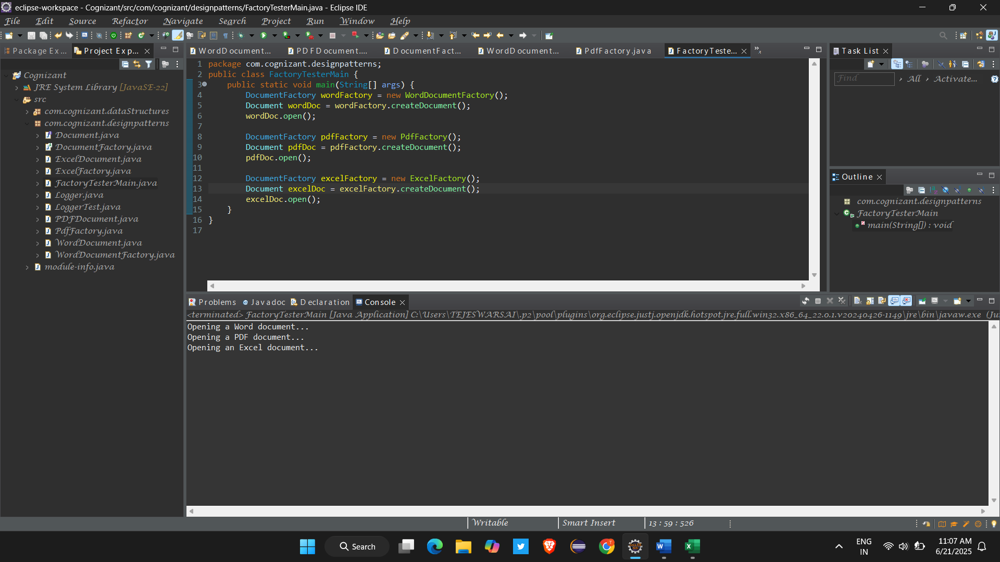 eclipse-workspace - Cognizant/src/com/cognizant/designpatterns/FactoryTesterMain.java - Eclipse IDE
File Edit Source Refactor Navigate Search Project Run Window Help
Package Ex... Project Exp...
Cognizant
JRE System Library [JavaSE-22]
src
com.cognizant.dataStructures
com.cognizant.designpatterns
Document.java
DocumentFactory.java
ExcelDocument.java
ExcelFactory.java
FactoryTesterMain.java
Logger.java
LoggerTest.java
PDFDocument.java
PdfFactory.java
WordDocument.java
WordDocumentFactory.java
module-info.java
WordDocument... PDFDocument.... DocumentFact... WordDocument... PdfFactory.java FactoryTeste... »3
1 package com.cognizant.designpatterns;
2 public class FactoryTesterMain {
3 public static void main(String[] args) {
4 DocumentFactory wordFactory = new WordDocumentFactory();
5 Document wordDoc = wordFactory.createDocument();
6 wordDoc.open();
7
8 DocumentFactory pdfFactory = new PdfFactory();
9 Document pdfDoc = pdfFactory.createDocument();
10 pdfDoc.open();
11
12 DocumentFactory excelFactory = new ExcelFactory();
13 Document excelDoc = excelFactory.createDocument();
14 excelDoc.open();
15 }
16 }
17
Task List
Find All Activate...
Outline
com.cognizant.designpatterns
FactoryTesterMain
main(String[]) : void
Problems @ Javadoc Declaration Console
<terminated> FactoryTesterMain [Java Application] C:\Users\TEJESWARSAI\.p2\pool\plugins\org.eclipse.justj.openjdk.hotspot.jre.full.win32.x86_64_22.0.1.v20240426-1149\jre\bin\javaw.exe (Ju
Opening a Word document...
Opening a PDF document...
Opening an Excel document...
Writable Smart Insert 13 : 59 : 526
Search
ENG
IN
11:07 AM
6/21/2025